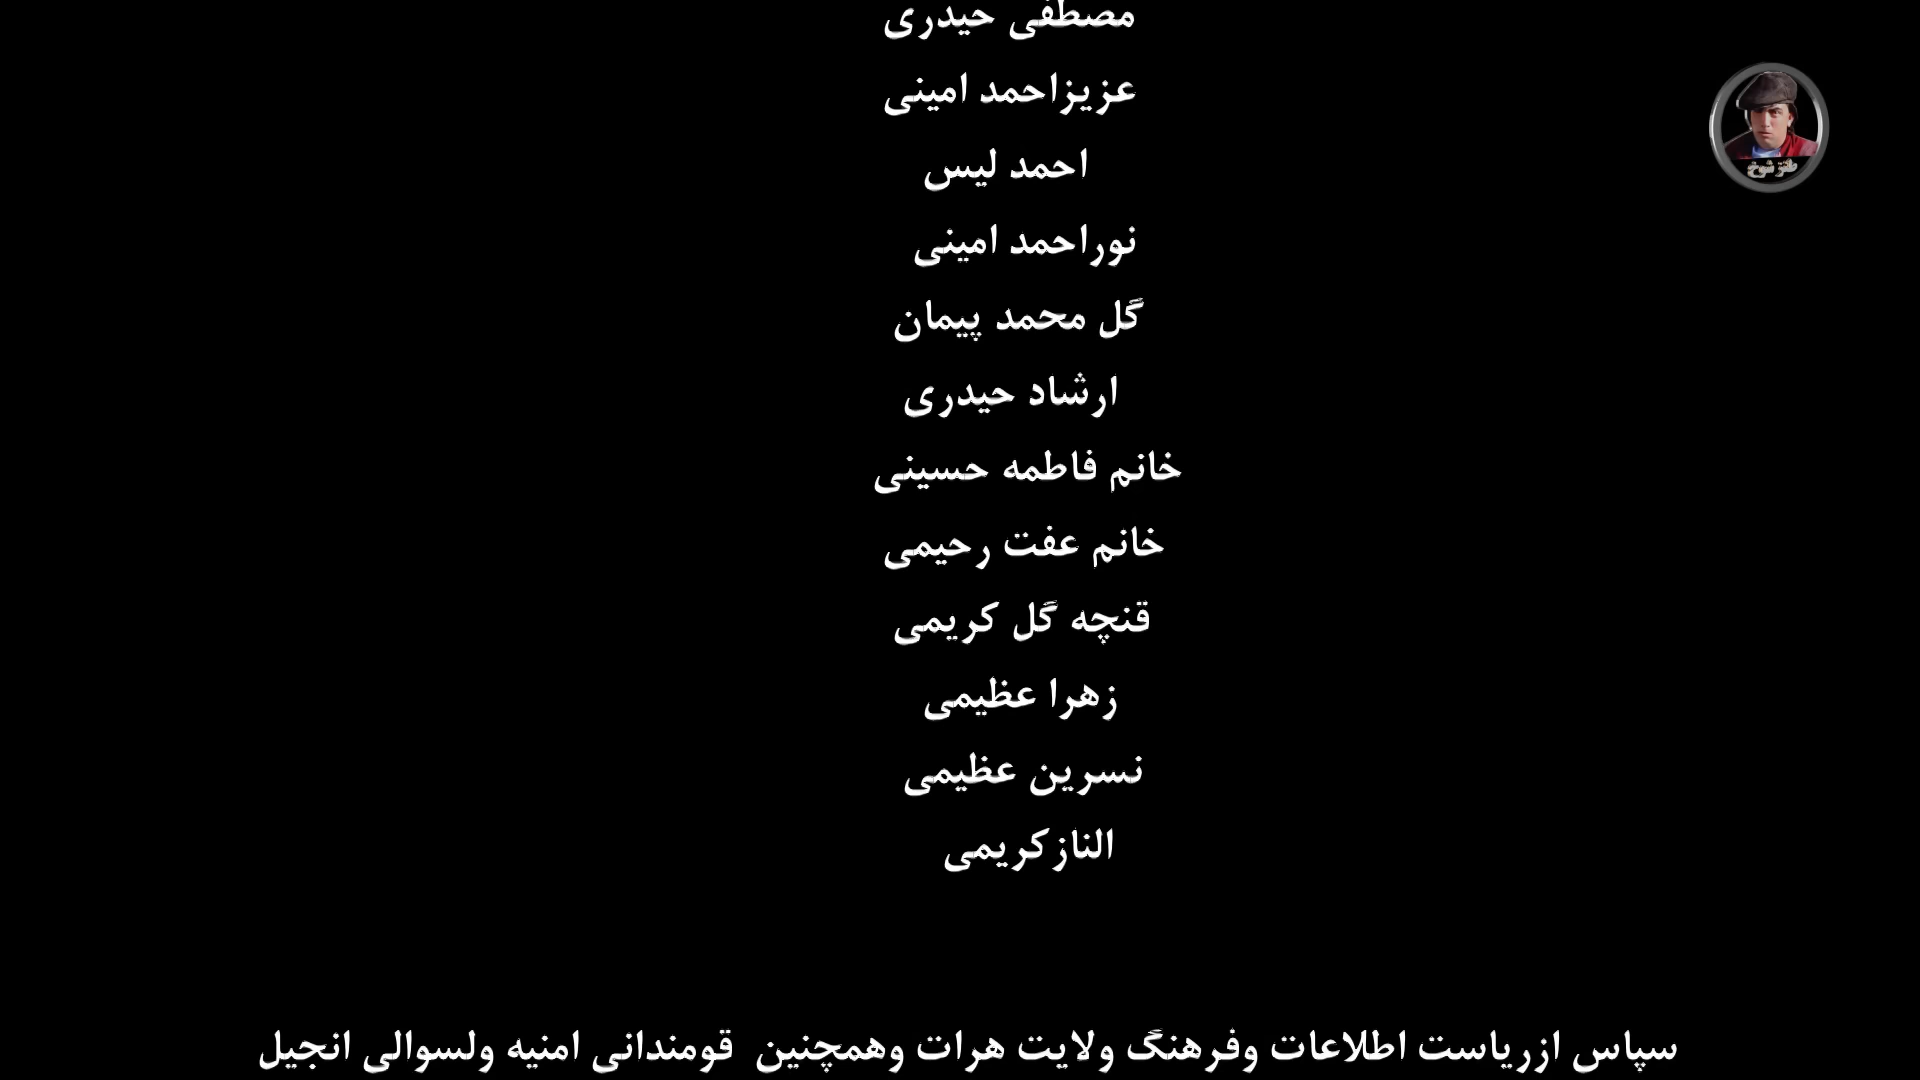 مصطفی حیدری
عزیزاحمد امینی
احمد لیس
نوراحمد امینی
گل محمد پیمان
ارشاد حیدری
خانم فاطمه حسینی
خانم عفت رحیمی
قنچه گل کریمی
زهرا عظیمی
نسرین عظیمی
النازکریمی
سپاس ازریاست اطلاعات وفرهنگ ولایت هرات وهمچنین قومندانی امنیه ولسوالی انجیل
طنز شوخ